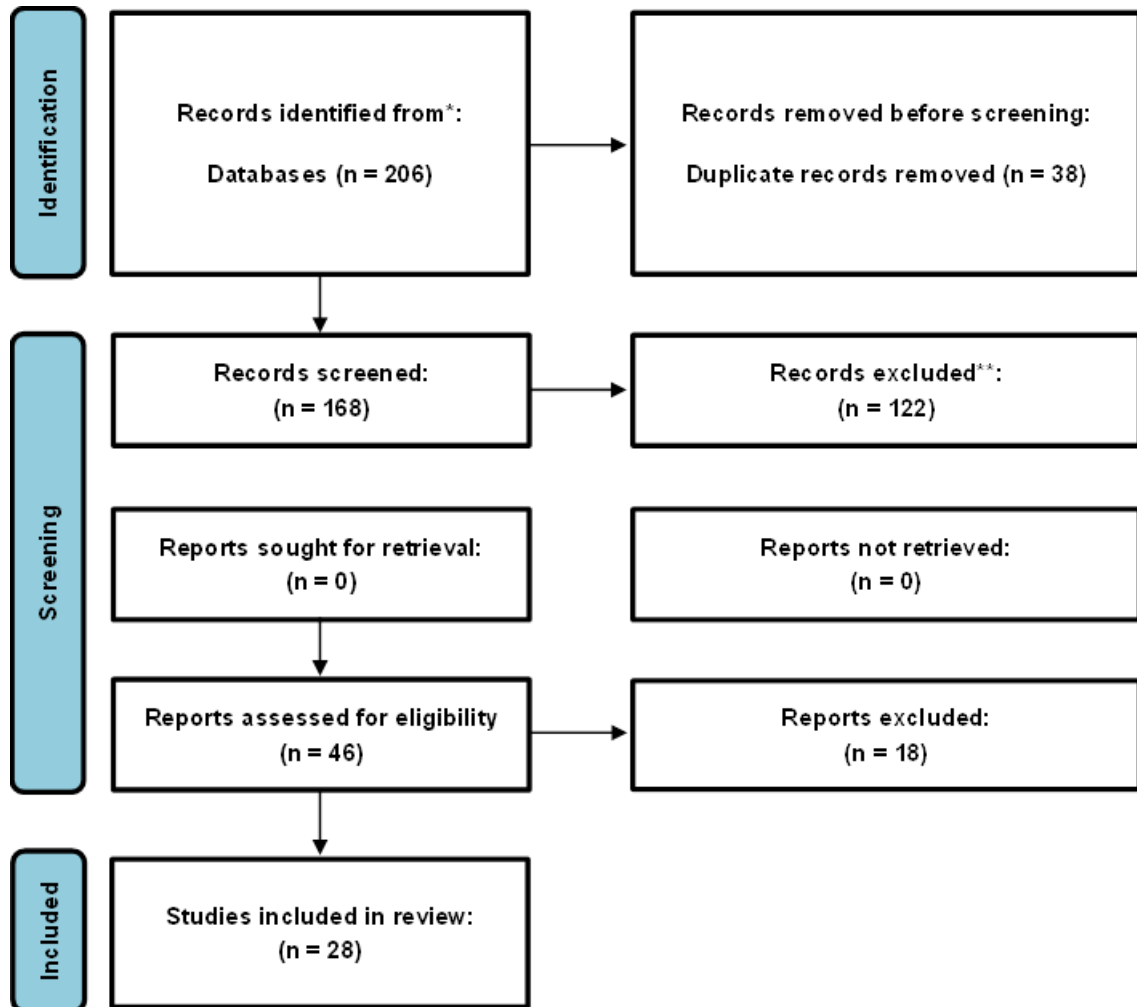 Identification
Records identified from*:
Databases (n = 206)
Records removed before screening:
Duplicate records removed (n = 38)
Screening
Records screened:
(n = 168)
Records excluded**:
(n = 122)
Reports sought for retrieval:
(n = 0)
Reports not retrieved:
(n = 0)
Reports assessed for eligibility
(n = 46)
Reports excluded:
(n = 18)
Included
Studies included in review:
(n = 28)